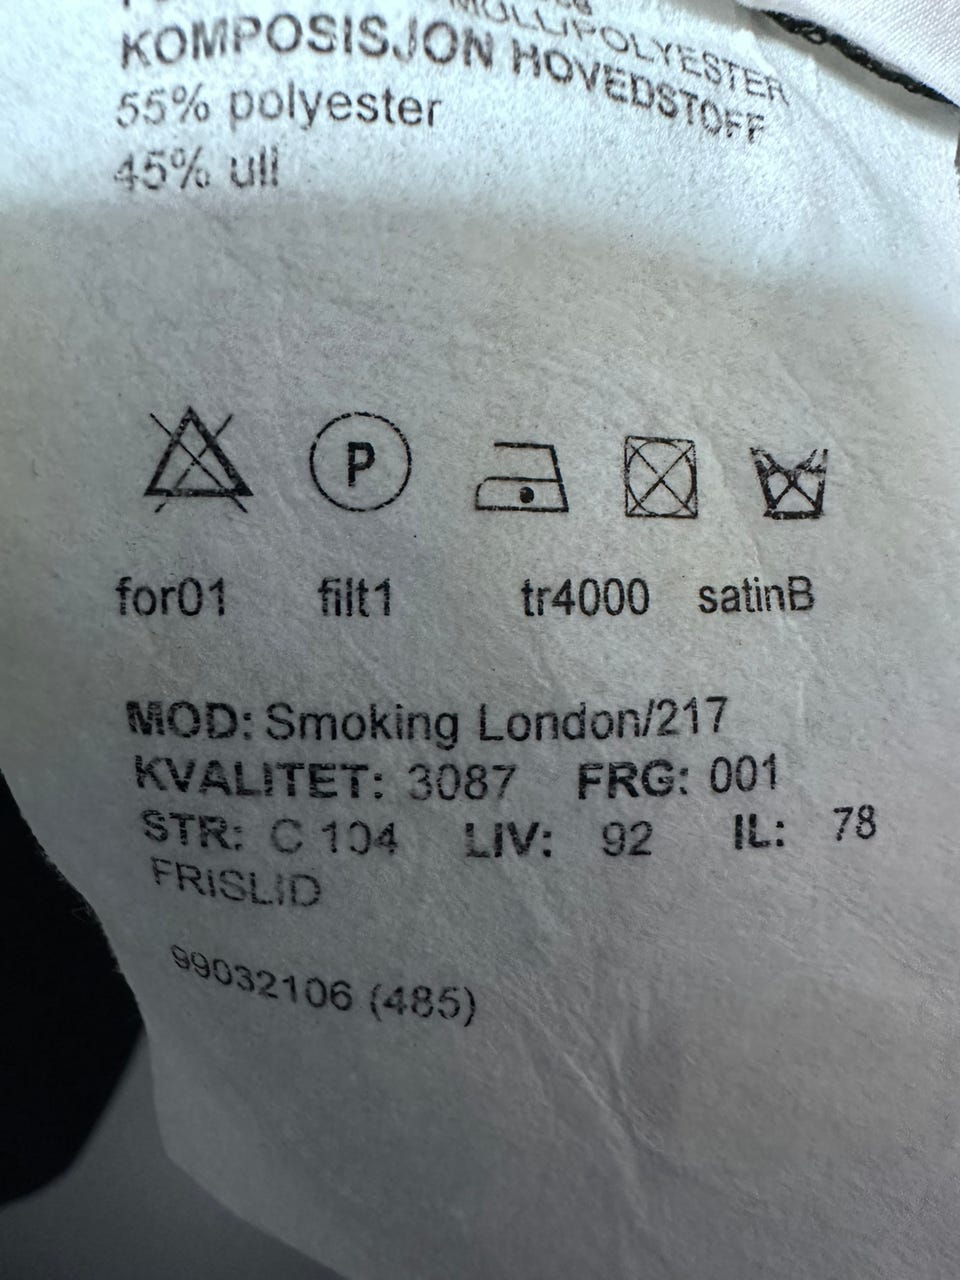 KOMPOSISJON HOVEDSTOFF
55% polyester
45% ull
P
for01 filt1 tr4000 satinB
MOD: Smoking London/217
KVALITET: 3087 FRG: 001
STR: C 104 LIV: 92 IL: 78
FRISLID
99032106 (485)